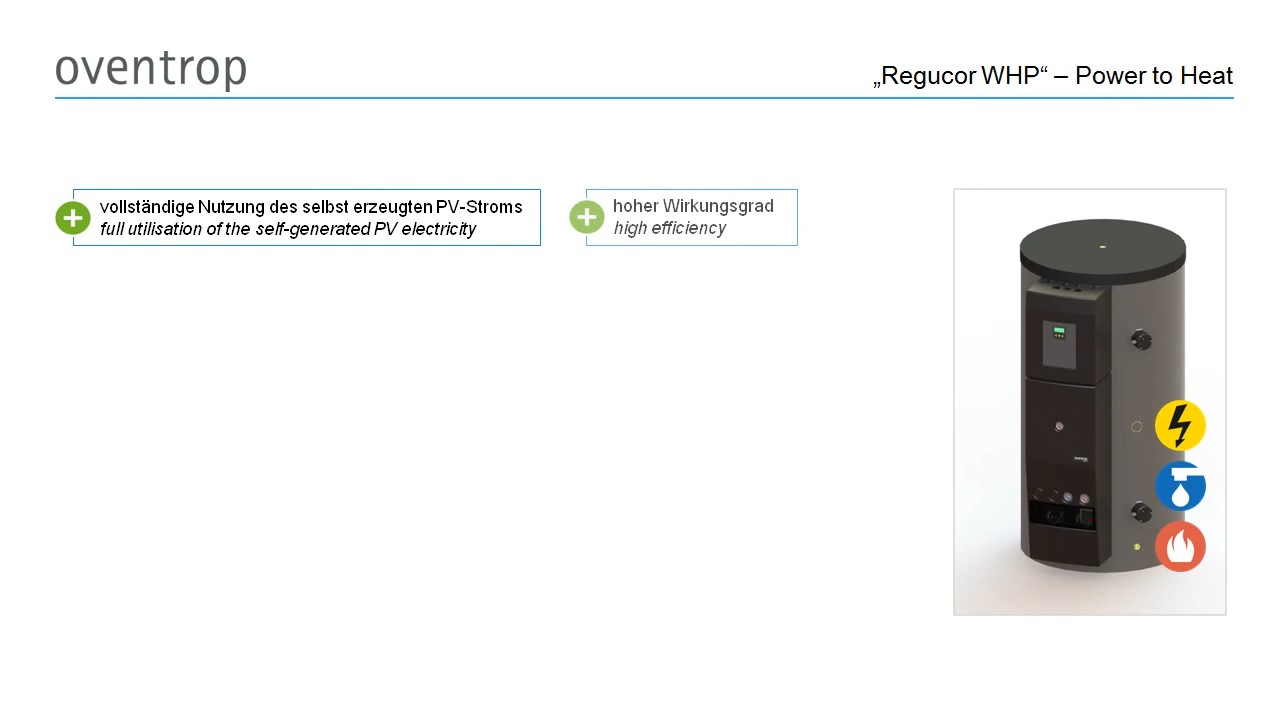 oventrop
„Regucor WHP“ – Power to Heat
vollständige Nutzung des selbst erzeugten PV-Stroms
full utilisation of the self-generated PV electricity
hoher Wirkungsgrad
high efficiency